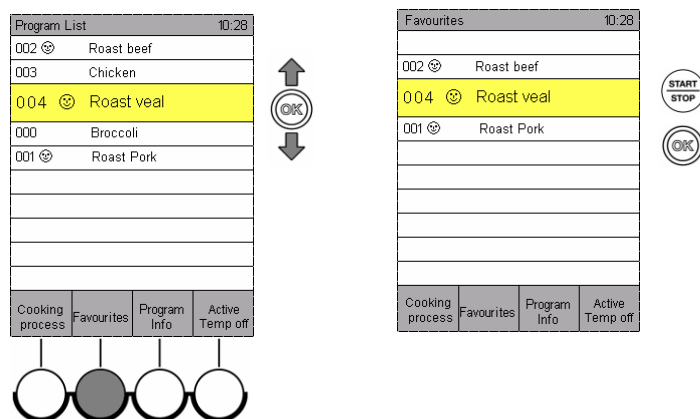 Program List 10:28
002 Roast beef
003 Chicken
004 Roast veal
000 Broccoli
001 Roast Pork
Cooking process Favourites Program Info Active Temp off
OK
Favourites 10:28
002 Roast beef
004 Roast veal
001 Roast Pork
Cooking process Favourites Program Info Active Temp off
START
STOP
OK